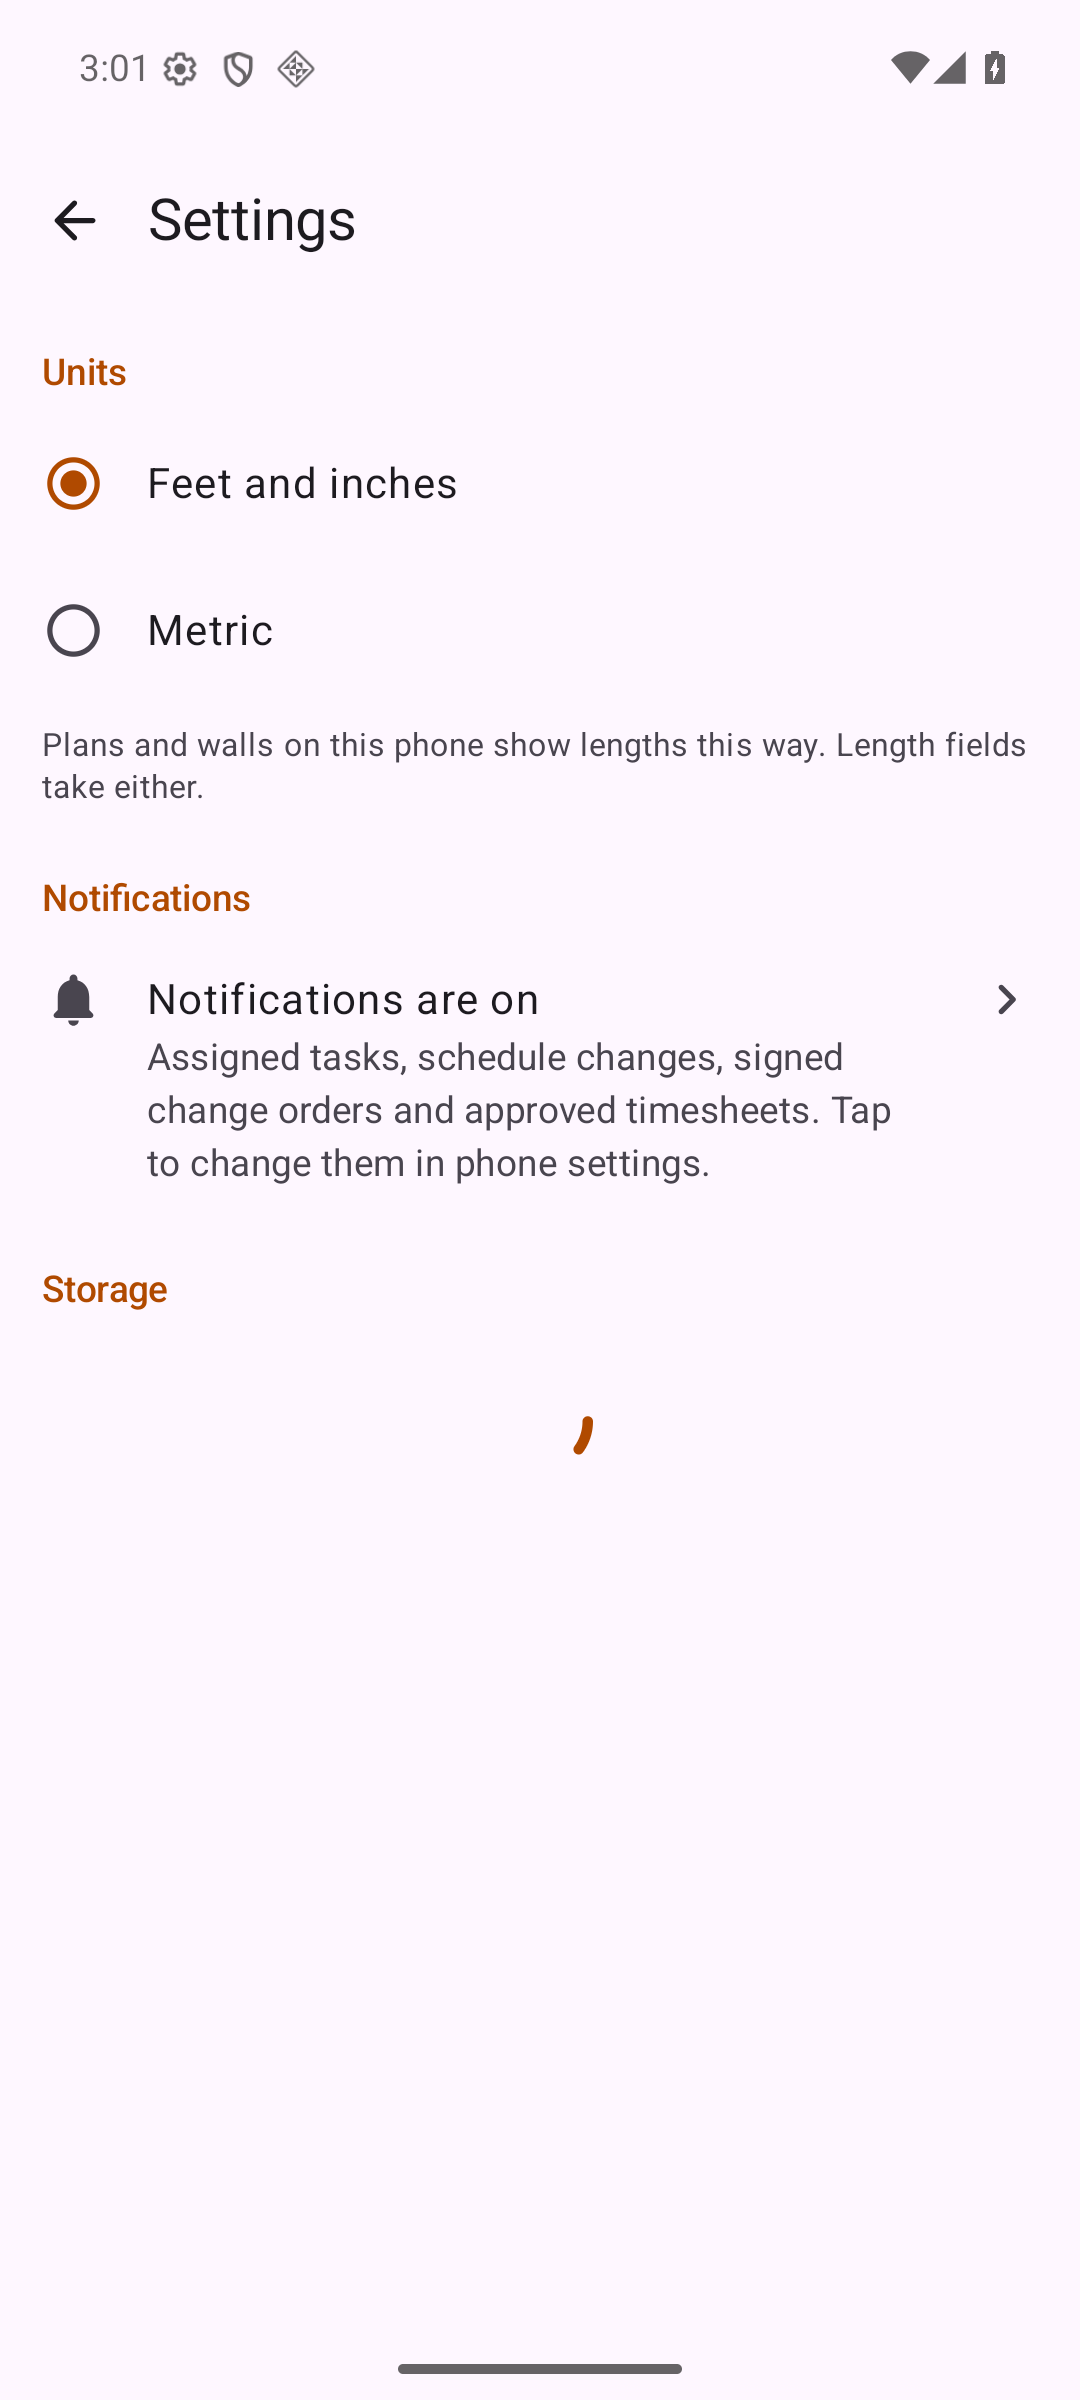 3:01
Settings
Units
Feet and inches
Metric
Plans and walls on this phone show lengths this way. Length fields
take either.
Notifications
Notifications are on
Assigned tasks, schedule changes, signed
change orders and approved timesheets. Tap
to change them in phone settings.
Storage